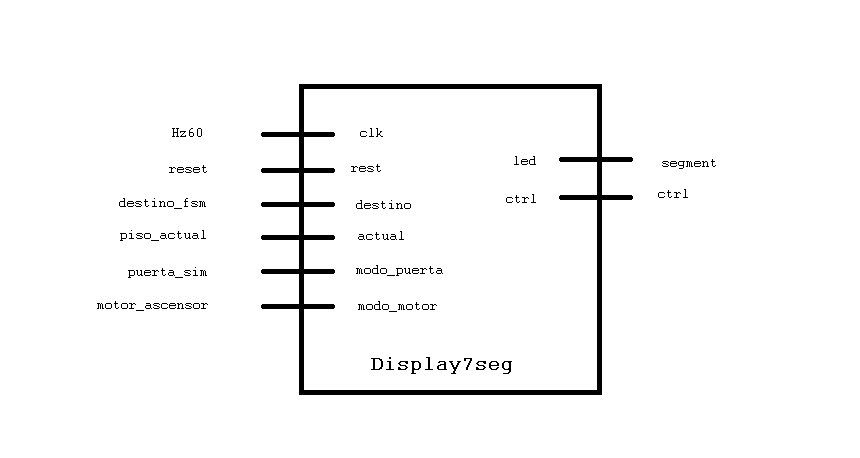 Hz60 clk
reset rest
destino_fsm destino
piso_actual actual
puerta_sim modo_puerta
motor_ascensor modo_motor
led segment
ctrl ctrl
Display7seg